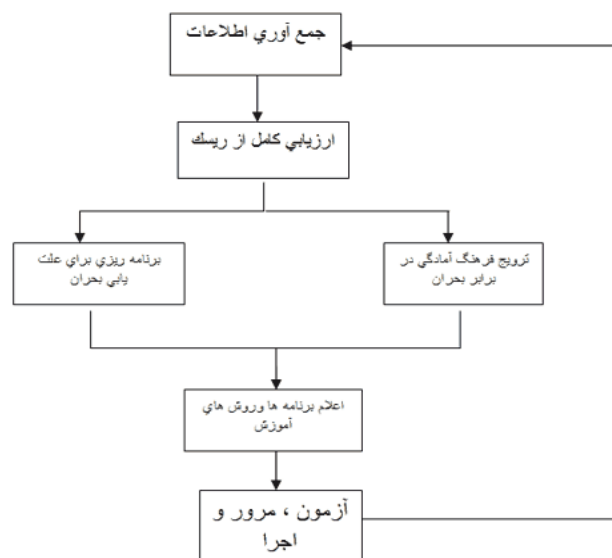 جمع آوري اطلاعات
ارزيابي كامل از ريسك
ترويج فرهنگ آمادگي در
برابر بحران
برنامه ريزي براي علت
يابي بحران
اعلام برنامه ها وروش هاي
آموزش
آزمون ، مرور و
اجرا